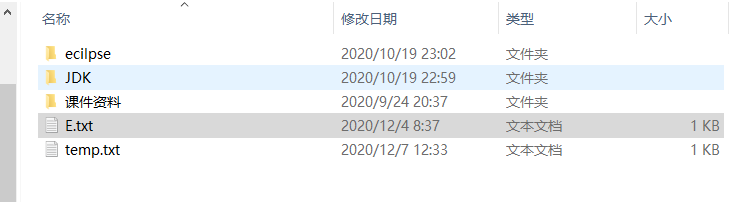 名称 修改日期 类型 大小
ecilpse 2020/10/19 23:02 文件夹
JDK 2020/10/19 22:59 文件夹
课件资料 2020/9/24 20:37 文件夹
E.txt 2020/12/4 8:37 文本文档 1 KB
temp.txt 2020/12/7 12:33 文本文档 1 KB